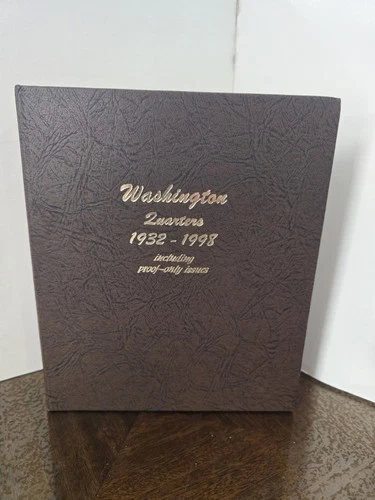 Washington
Quarters
1932 - 1998
including
proof-only issues